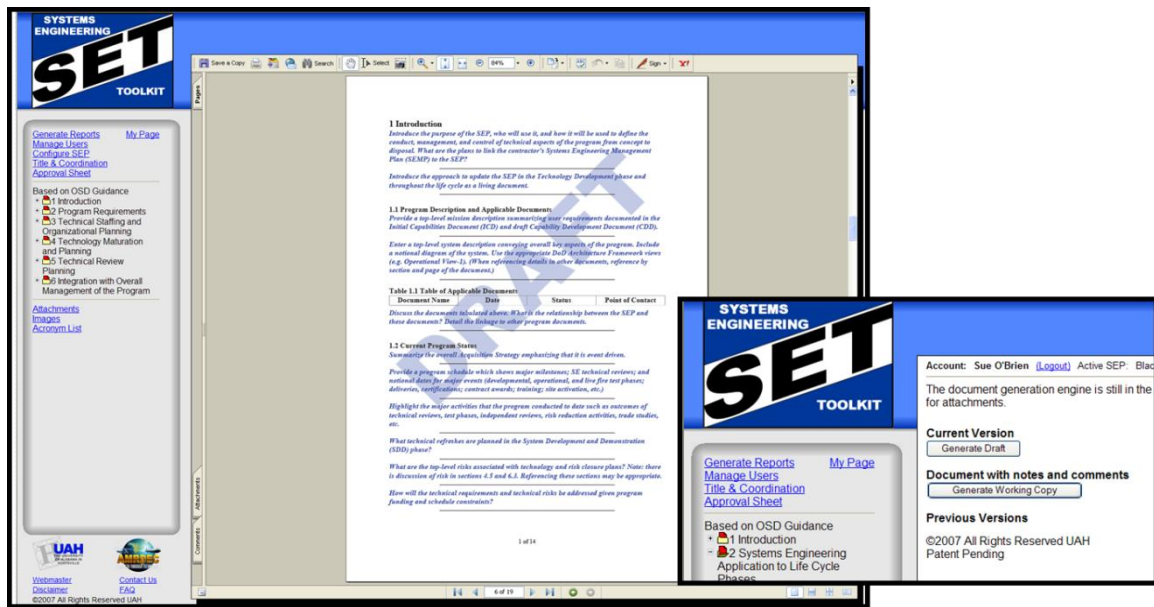 SYSTEMS
ENGINEERING
SET
TOOLKIT
Generate Reports My Page
Manage Users
Configure SEP
Title & Coordination
Approval Sheet
Based on OSD Guidance
1 Introduction
2 Program Requirements
3 Technical Staffing and
Organizational Planning
4 Technology Maturation
and Planning
5 Technical Review
Planning
6 Integration with Overall
Management of the Program
Attachments
Images
Acronym List
UAH
AMRDEC
Webmaster Contact Us
Disclaimer FAQ
©2007 All Rights Reserved UAH
Save a Copy Search Select 84% Sign
Pages
Attachments
Comments
DRAFT
1 Introduction
Introduce the purpose of the SEP, who will use it, and how it will be used to define the
conduct, management, and control of technical aspects of the program from concept to
disposal. What are the plans to link the contractor's Systems Engineering Management
Plan (SEMP) to the SEP?
Introduce the approach to update the SEP in the Technology Development phase and
throughout the life cycle as a living document.
1.1 Program Description and Applicable Documents
Provide a top-level mission description summarizing user requirements documented in the
Initial Capabilities Document (ICD) and draft Capability Development Document (CDD).
Enter a top-level system description conveying overall key aspects of the program. Include
a notional diagram of the system. Use the appropriate DoD Architecture Framework views
(e.g. Operational View-1). (When referencing details in other documents, reference by
section and page of the document.)
Table 1.1 Table of Applicable Documents
Document Name Date Status Point of Contact
Discuss the documents tabulated above. What is the relationship between the SEP and
these documents? Detail the linkage to other program documents.
1.2 Current Program Status
Summarize the overall Acquisition Strategy emphasizing that it is event driven.
Provide a program schedule which shows major milestones; SE technical reviews; and
notional dates for major events (developmental, operational, and live fire test phases;
deliveries, certifications; contract awards; training; site activation, etc.)
Highlight the major activities that the program conducted to date such as outcomes of
technical reviews, test phases, independent reviews, risk reduction activities, trade studies,
etc.
What technical refreshes are planned in the System Development and Demonstration
(SDD) phase?
What are the top-level risks associated with technology and risk closure plans? Note: there
is discussion of risk in sections 4.3 and 6.3. Referencing these sections may be appropriate.
How will the technical requirements and technical risks be addressed given program
funding and schedule constraints?
1 of 14
6 of 19
SYSTEMS
ENGINEERING
SET
TOOLKIT
Generate Reports My Page
Manage Users
Title & Coordination
Approval Sheet
Based on OSD Guidance
1 Introduction
2 Systems Engineering
Application to Life Cycle
Phases
Account: Sue O'Brien (Logout) Active SEP: Blac
The document generation engine is still in the
for attachments.
Current Version
Generate Draft
Document with notes and comments
Generate Working Copy
Previous Versions
©2007 All Rights Reserved UAH
Patent Pending